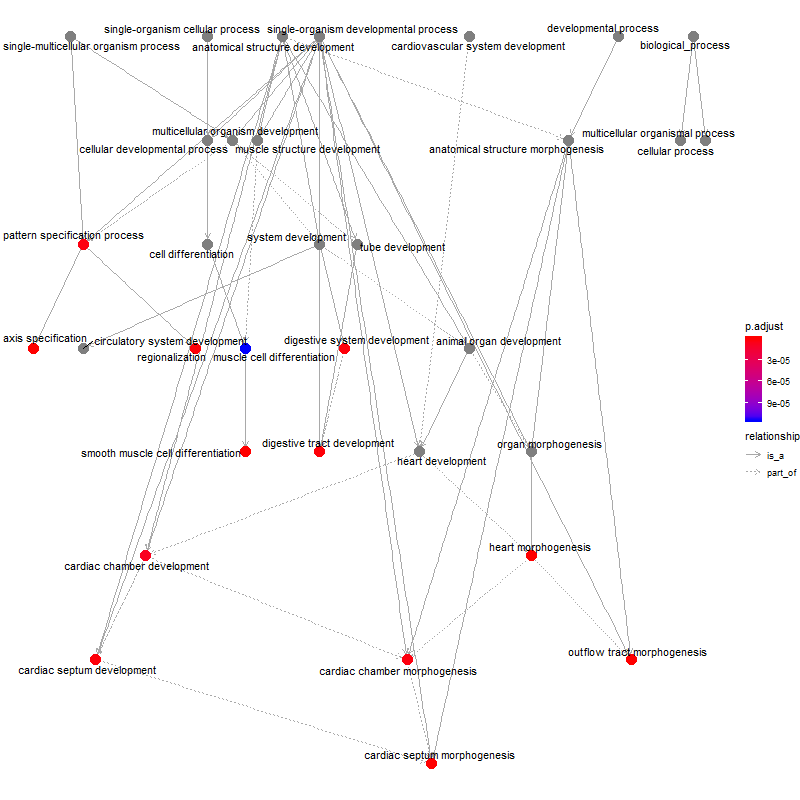 single-organism cellular process
single-organism developmental process
developmental process
single-multicellular organism process
anatomical structure development
cardiovascular system development
biological_process
multicellular organism development
multicellular organismal process
cellular developmental process
muscle structure development
anatomical structure morphogenesis
cellular process
pattern specification process
system development
tube development
cell differentiation
axis specification
circulatory system development
digestive system development
animal organ development
regionalization
muscle cell differentiation
p.adjust
3e-05
6e-05
9e-05
relationship
is_a
part_of
digestive tract development
organ morphogenesis
smooth muscle cell differentiation
heart development
heart morphogenesis
cardiac chamber development
outflow tract morphogenesis
cardiac septum development
cardiac chamber morphogenesis
cardiac septum morphogenesis